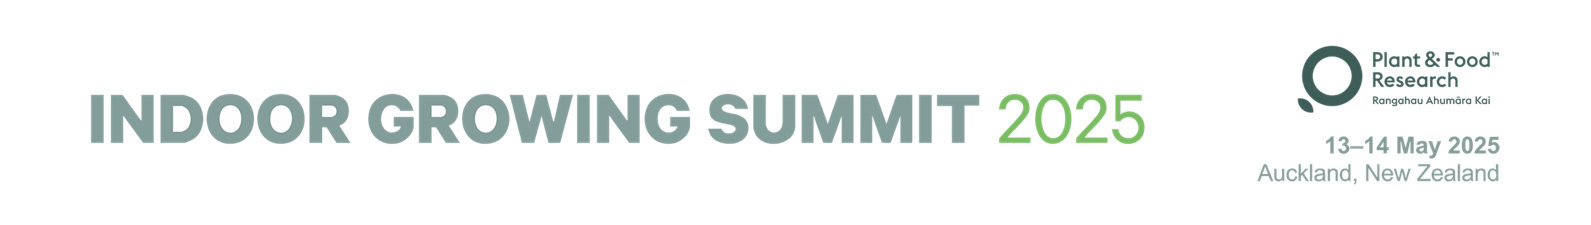 INDOOR GROWING SUMMIT 2025
Plant & Food™
Research
Rangahau Ahumāra Kai
13–14 May 2025
Auckland, New Zealand